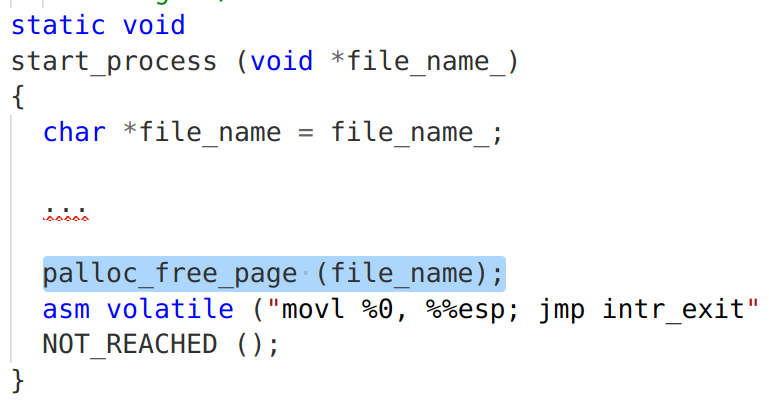 static void
start_process (void *file_name_)
{
char *file_name = file_name_;
...
palloc_free_page (file_name);
asm volatile ("movl %0, %%esp; jmp intr_exit"
NOT_REACHED ();
}